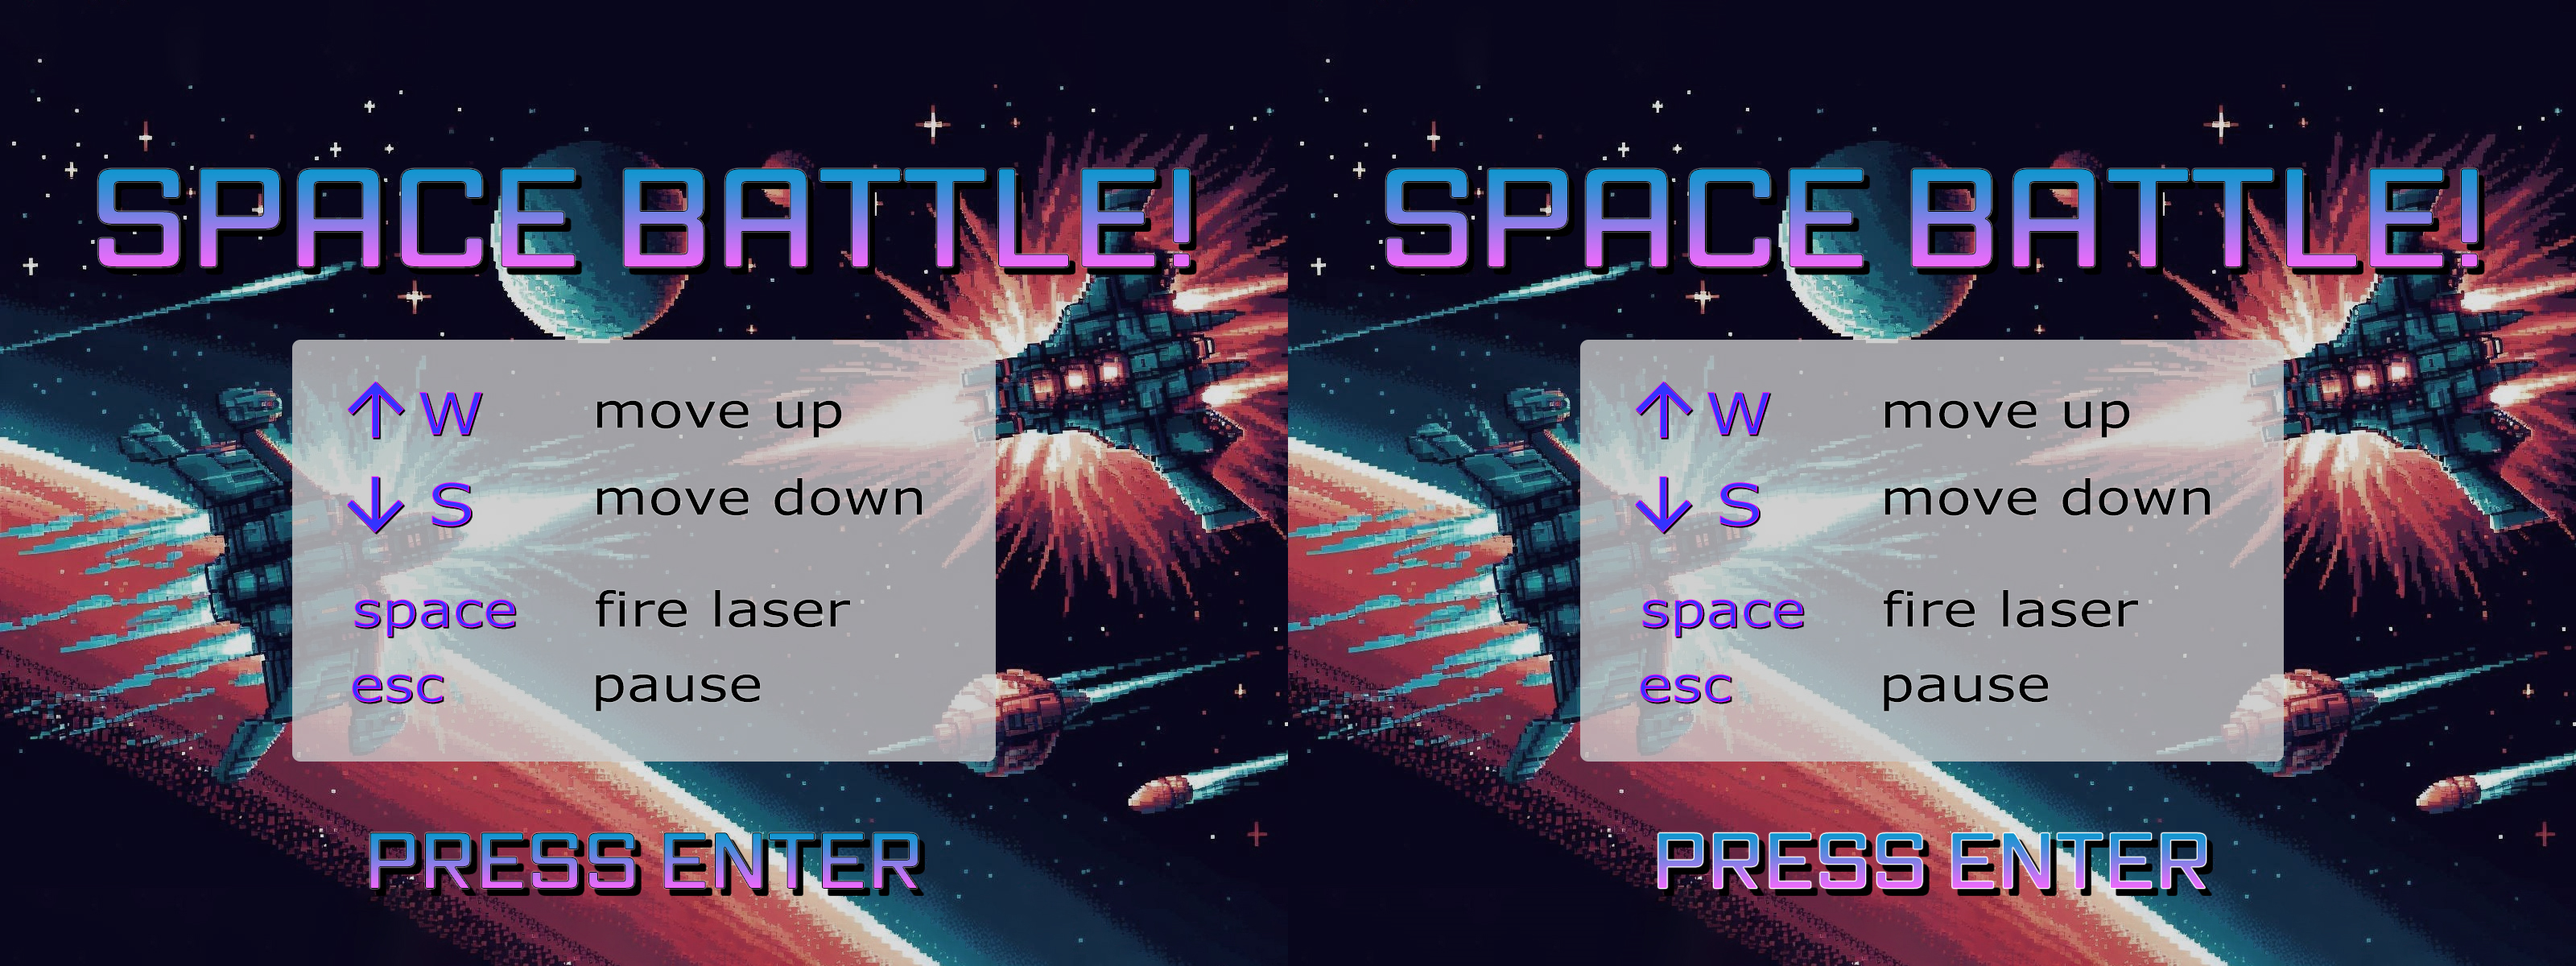 SPACE BATTLE!
↑ W move up
↓ S move down
space fire laser
esc pause
PRESS ENTER
SPACE BATTLE!
↑ W move up
↓ S move down
space fire laser
esc pause
PRESS ENTER